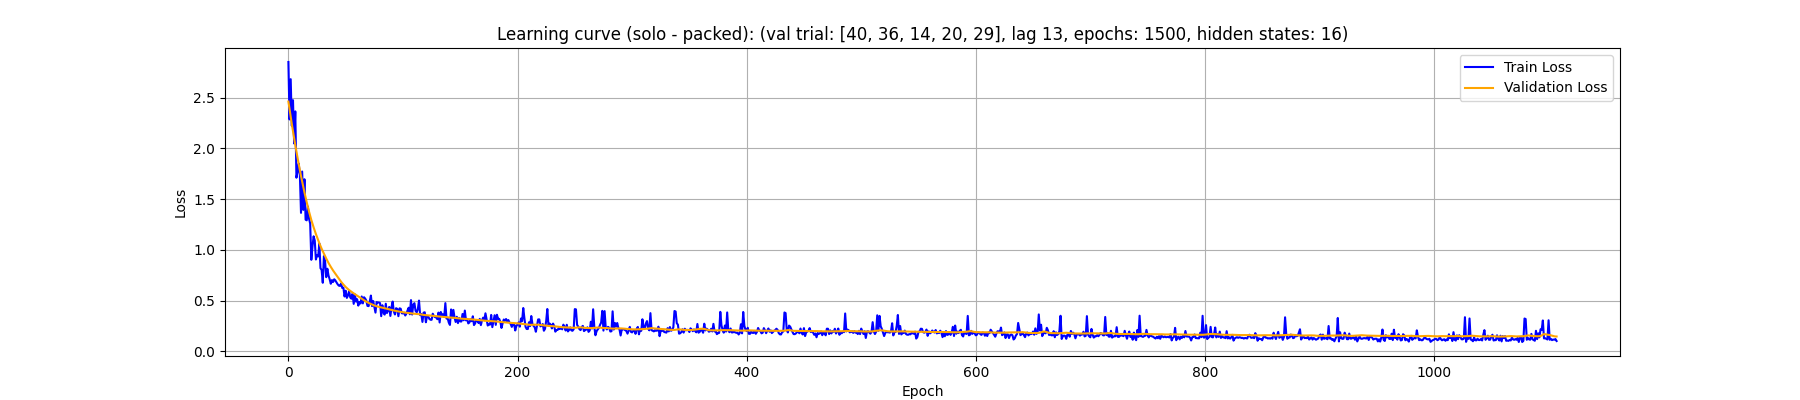 Learning curve (solo - packed): (val trial: [40, 36, 14, 20, 29], lag 13, epochs: 1500, hidden states: 16)
Train Loss
Validation Loss
2.5
2.0
1.5
1.0
0.5
0.0
Loss
0
200
400
600
800
1000
Epoch